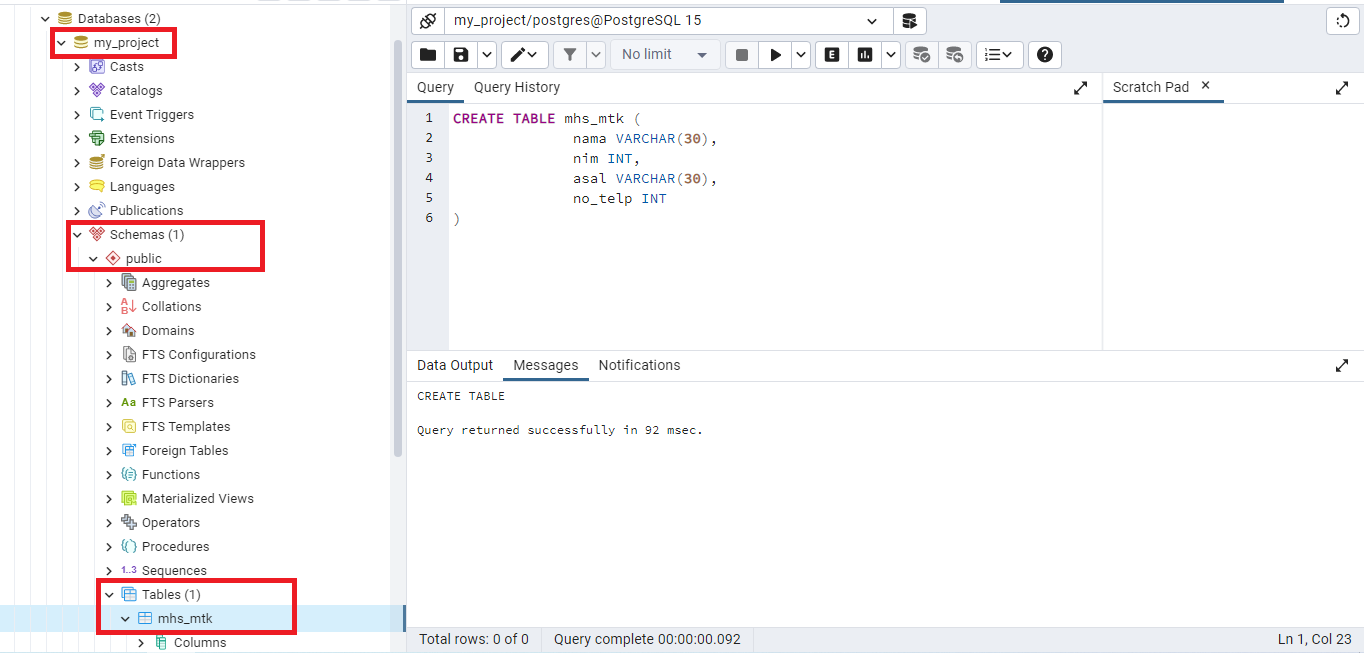 Databases (2)
my_project
Casts
Catalogs
Event Triggers
Extensions
Foreign Data Wrappers
Languages
Publications
Schemas (1)
public
Aggregates
Collations
Domains
FTS Configurations
FTS Dictionaries
Aa FTS Parsers
FTS Templates
Foreign Tables
Functions
Materialized Views
Operators
Procedures
1..3 Sequences
Tables (1)
mhs_mtk
Columns
my_project/postgres@PostgreSQL 15
No limit
E
Query Query History
Scratch Pad ×
1 CREATE TABLE mhs_mtk (
2 nama VARCHAR(30),
3 nim INT,
4 asal VARCHAR(30),
5 no_telp INT
6 )
Data Output Messages Notifications
CREATE TABLE
Query returned successfully in 92 msec.
Total rows: 0 of 0 Query complete 00:00:00.092 Ln 1, Col 23